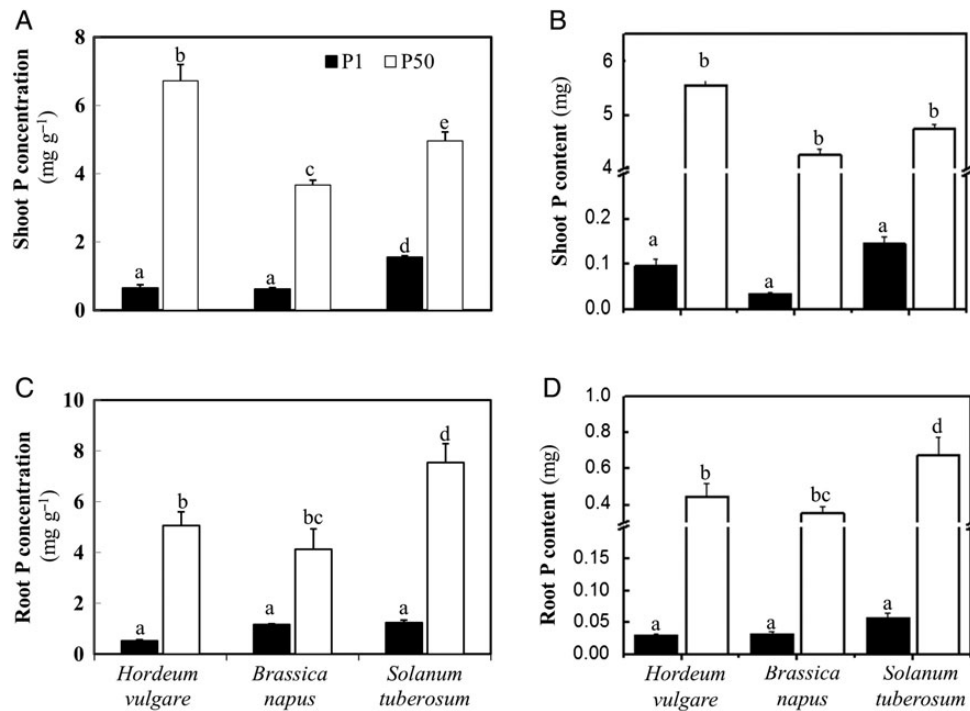 A
Shoot P concentration
(mg g⁻¹)
8
6
4
2
0
P1 P50
a
b
a
c
d
e
B
Shoot P content (mg)
6
5
4
0.2
0.1
0.0
a
b
a
b
a
b
C
Root P concentration
(mg g⁻¹)
10
8
6
4
2
0
a
b
a
bc
a
d
Hordeum
vulgare
Brassica
napus
Solanum
tuberosum
D
Root P content (mg)
1.0
0.8
0.6
0.4
0.15
0.10
0.05
0.00
a
b
a
bc
a
d
Hordeum
vulgare
Brassica
napus
Solanum
tuberosum